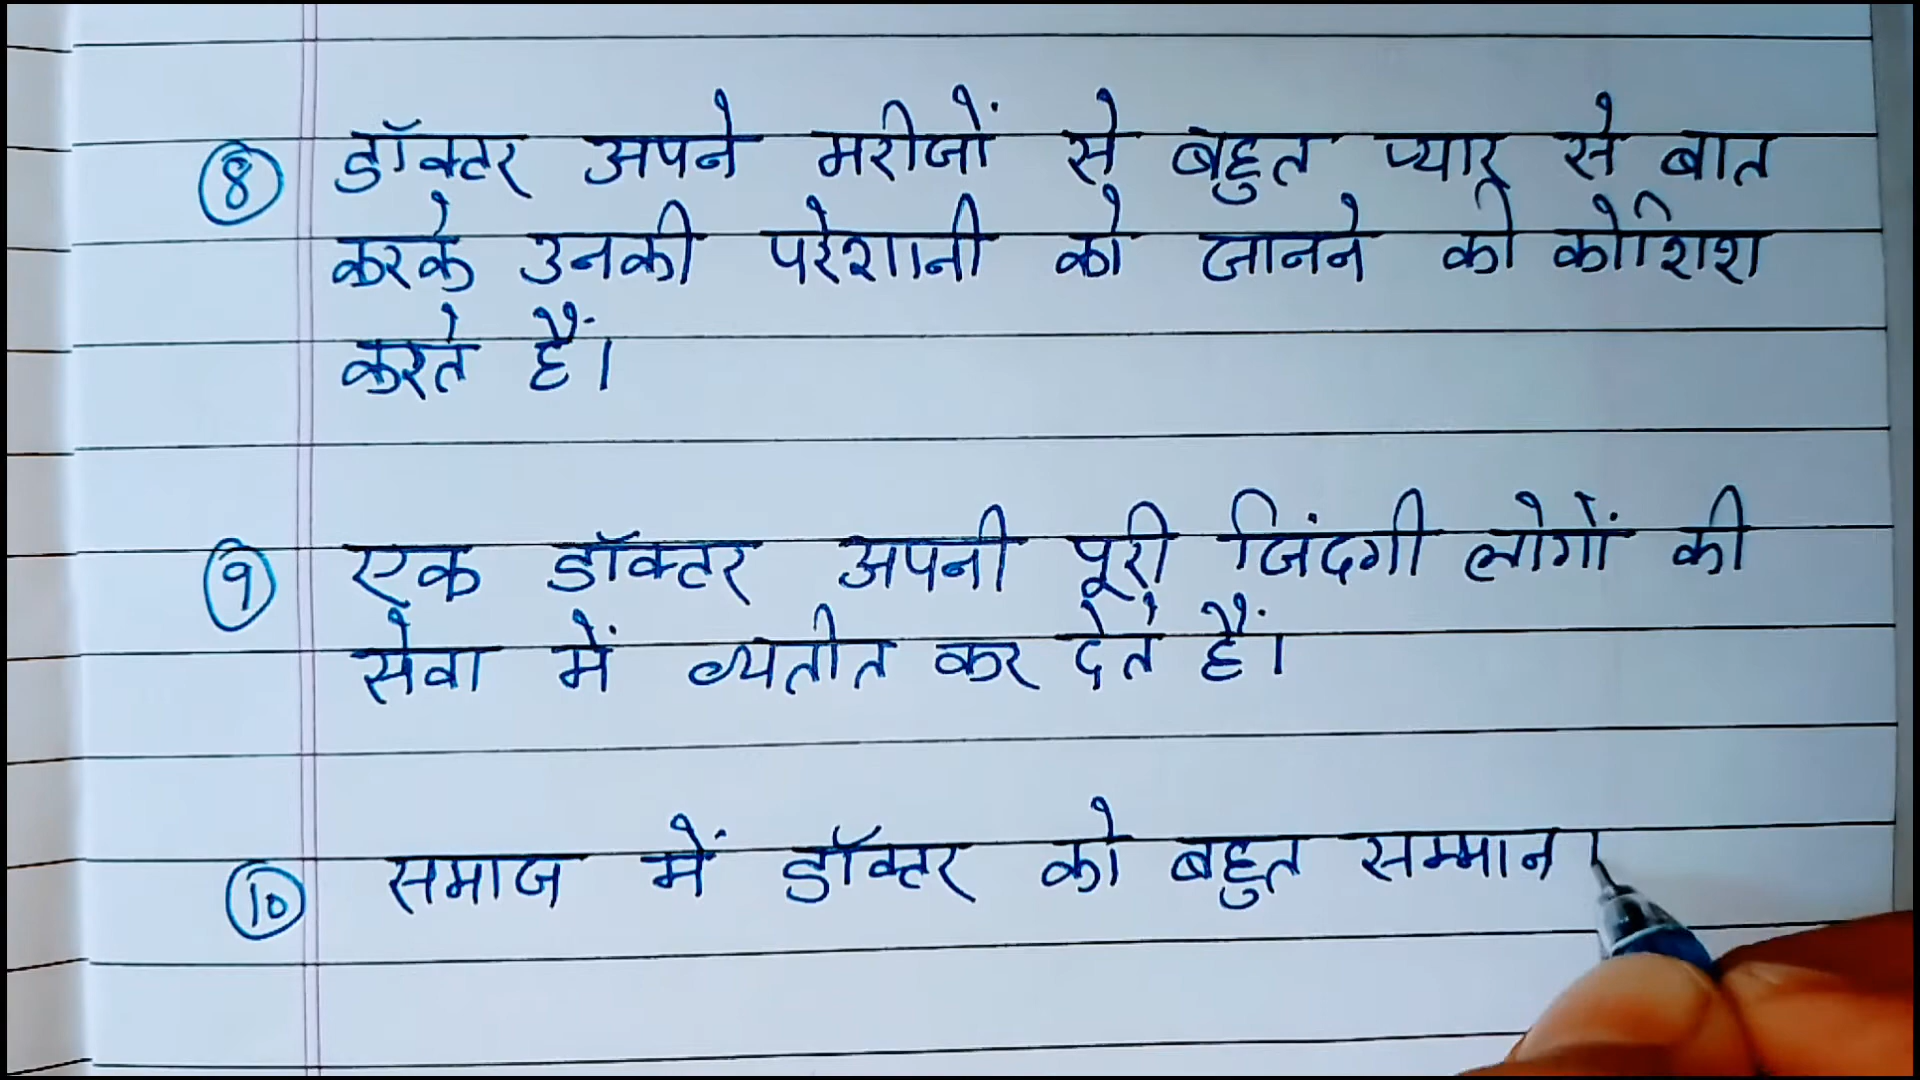 8 डॉक्टर अपने मरीजों से बहुत प्यार से बात
करके उनकी परेशानी को जानने की कोशिश
करते हैं।
9 एक डॉक्टर अपनी पूरी जिंदगी लोगों की
सेवा में व्यतीत कर देते हैं।
10 समाज में डॉक्टर को बहुत सम्मान